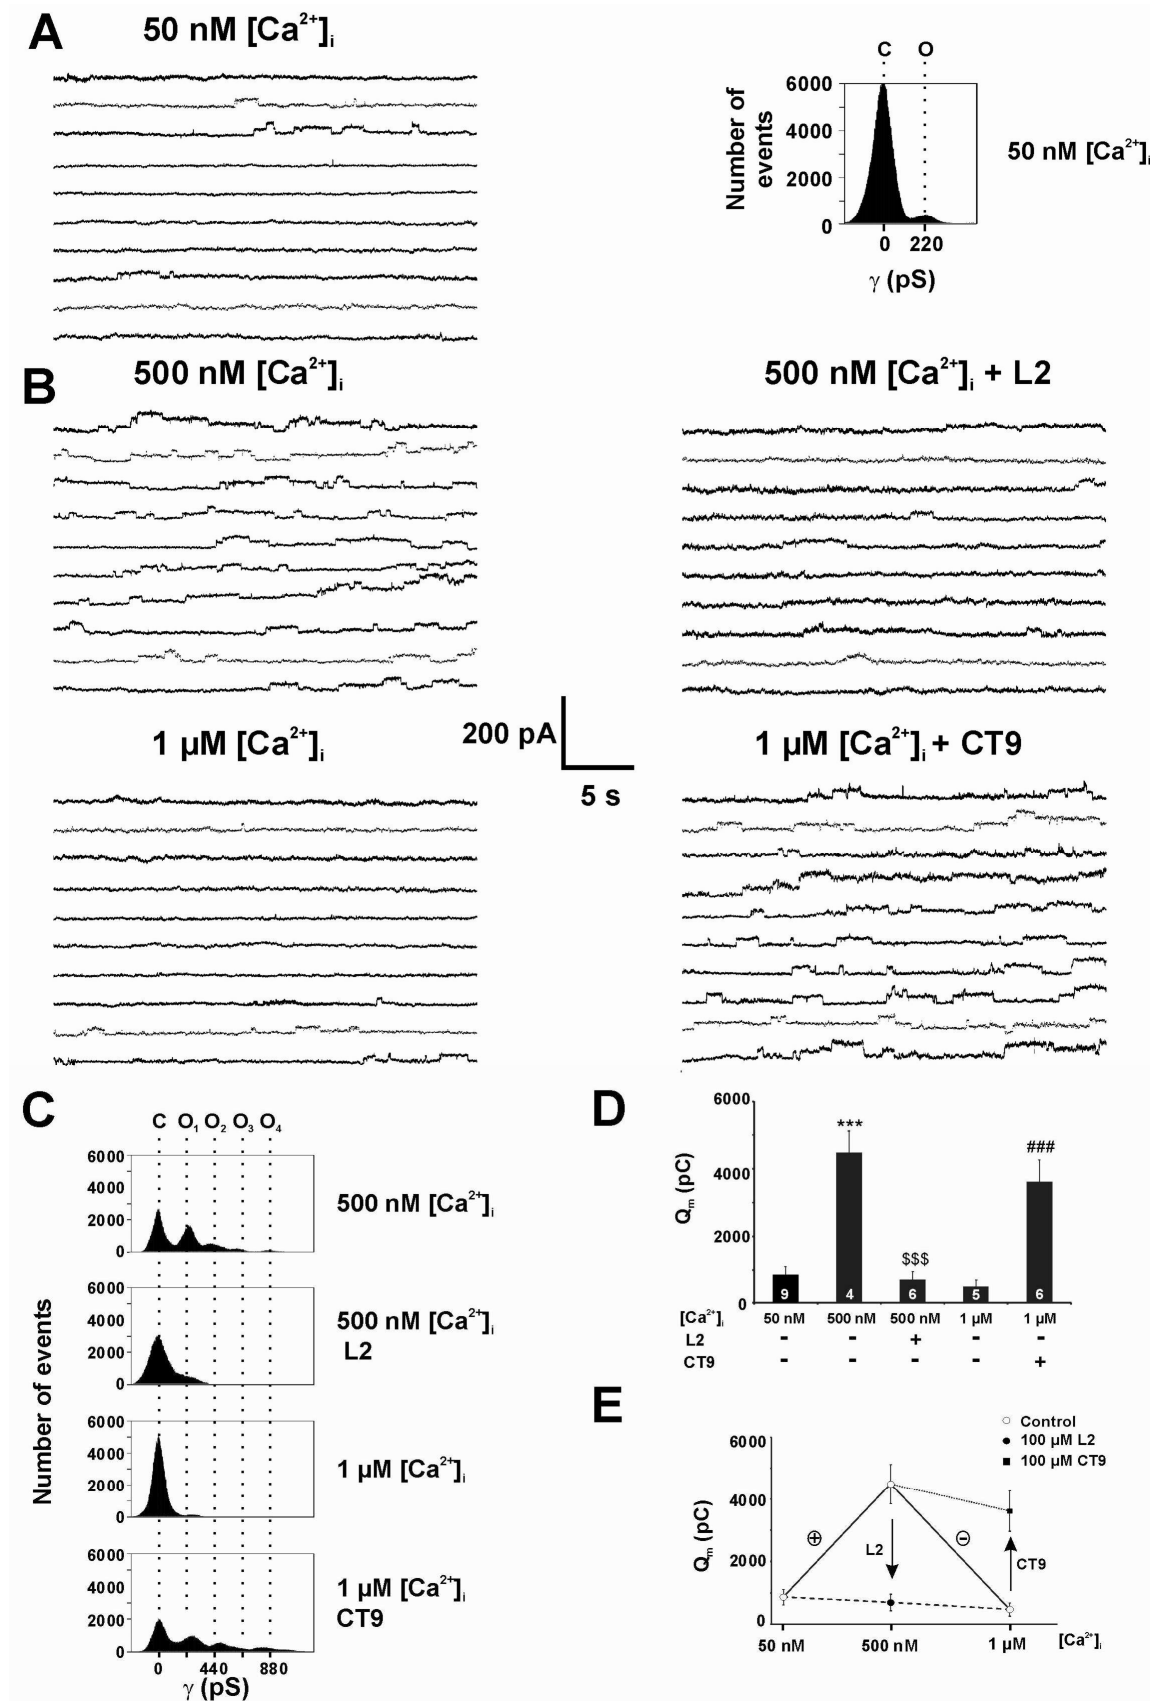 A
50 nM [Ca²⁺]ᵢ
C O
Number of
events
6000
4000
2000
0
0 220
γ (pS)
50 nM [Ca²⁺]ᵢ
B
500 nM [Ca²⁺]ᵢ
500 nM [Ca²⁺]ᵢ + L2
200 pA
5 s
1 µM [Ca²⁺]ᵢ
1 µM [Ca²⁺]ᵢ + CT9
C
C O₁ O₂ O₃ O₄
Number of events
6000
4000
2000
0
500 nM [Ca²⁺]ᵢ
6000
4000
2000
0
500 nM [Ca²⁺]ᵢ
L2
6000
4000
2000
0
1 µM [Ca²⁺]ᵢ
6000
4000
2000
0
1 µM [Ca²⁺]ᵢ
CT9
0 440 880
γ (pS)
D
Qₘ (pC)
6000
4000
2000
0
*** $$$ ###
9 4 6 5 6
[Ca²⁺]ᵢ 50 nM 500 nM 500 nM 1 µM 1 µM
L2 - - + - -
CT9 - - - - +
E
Control
100 µM L2
100 µM CT9
Qₘ (pC)
6000
4000
2000
0
+
L2
-
CT9
50 nM 500 nM 1 µM [Ca²⁺]ᵢ